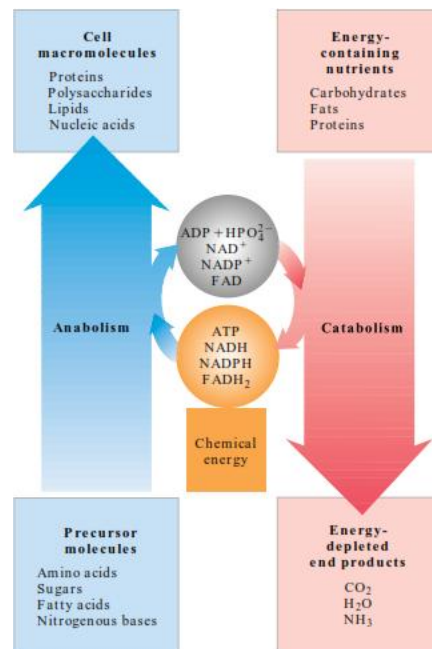 Cell
macromolecules
Proteins
Polysaccharides
Lipids
Nucleic acids
Energy-
containing
nutrients
Carbohydrates
Fats
Proteins
ADP + HPO₄²⁻
NAD⁺
NADP⁺
FAD
Anabolism
ATP
NADH
NADPH
FADH₂
Catabolism
Chemical
energy
Precursor
molecules
Amino acids
Sugars
Fatty acids
Nitrogenous bases
Energy-
depleted
end products
CO₂
H₂O
NH₃